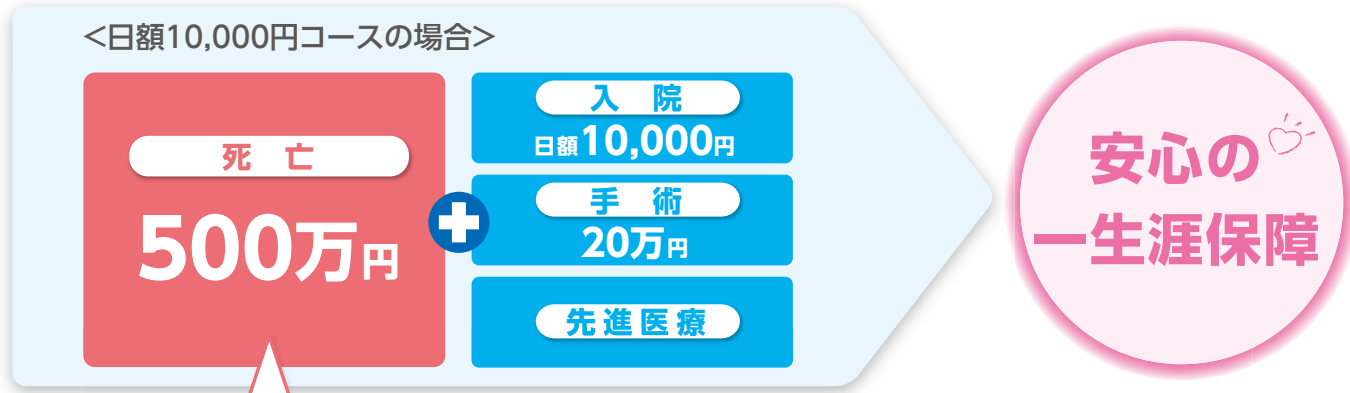 <日額10,000円コースの場合>
死 亡
500万円
入 院
日額10,000円
手 術
20万円
先進医療
安心の
一生涯保障